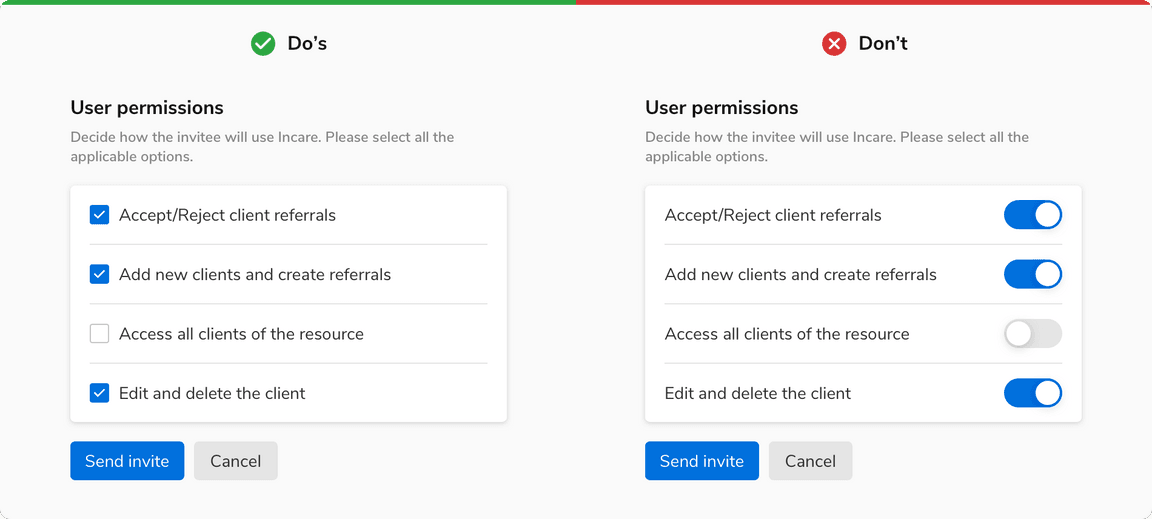 Do’s
User permissions
Decide how the invitee will use Incare. Please select all the
applicable options.
Accept/Reject client referrals
Add new clients and create referrals
Access all clients of the resource
Edit and delete the client
Send invite
Cancel
Don’t
User permissions
Decide how the invitee will use Incare. Please select all the
applicable options.
Accept/Reject client referrals
Add new clients and create referrals
Access all clients of the resource
Edit and delete the client
Send invite
Cancel